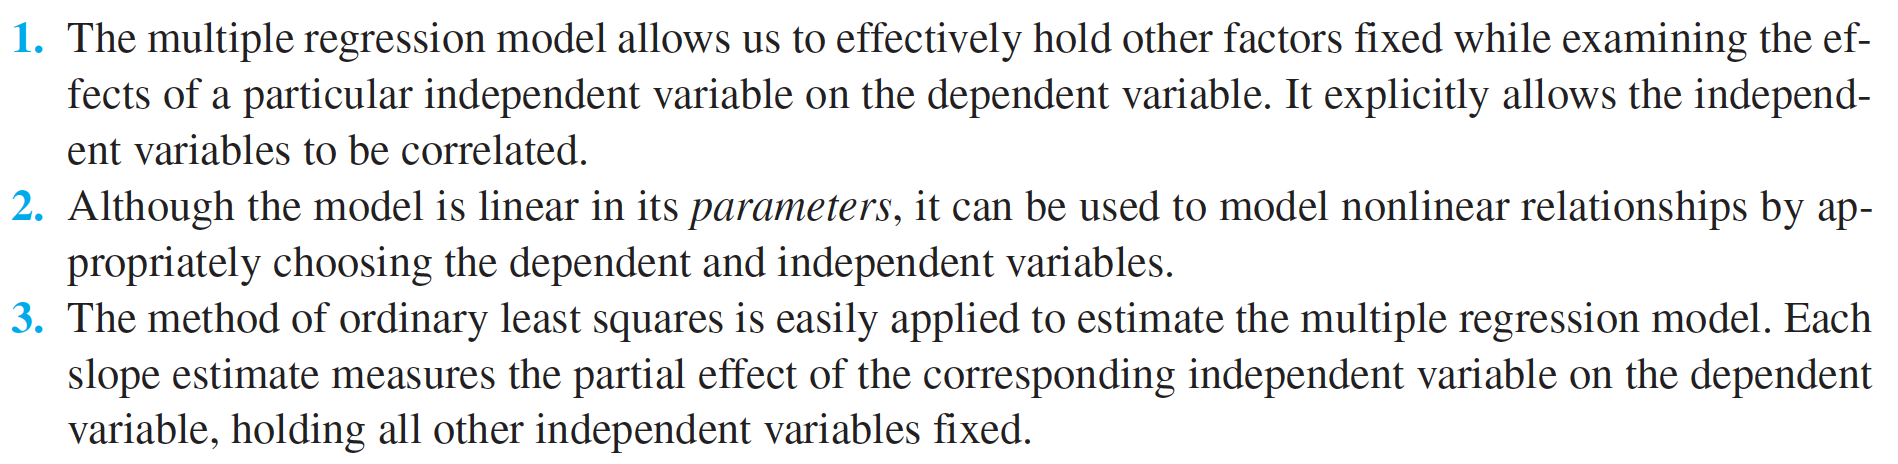 1. The multiple regression model allows us to effectively hold other factors fixed while examining the ef-
fects of a particular independent variable on the dependent variable. It explicitly allows the independ-
ent variables to be correlated.
2. Although the model is linear in its parameters, it can be used to model nonlinear relationships by ap-
propriately choosing the dependent and independent variables.
3. The method of ordinary least squares is easily applied to estimate the multiple regression model. Each
slope estimate measures the partial effect of the corresponding independent variable on the dependent
variable, holding all other independent variables fixed.